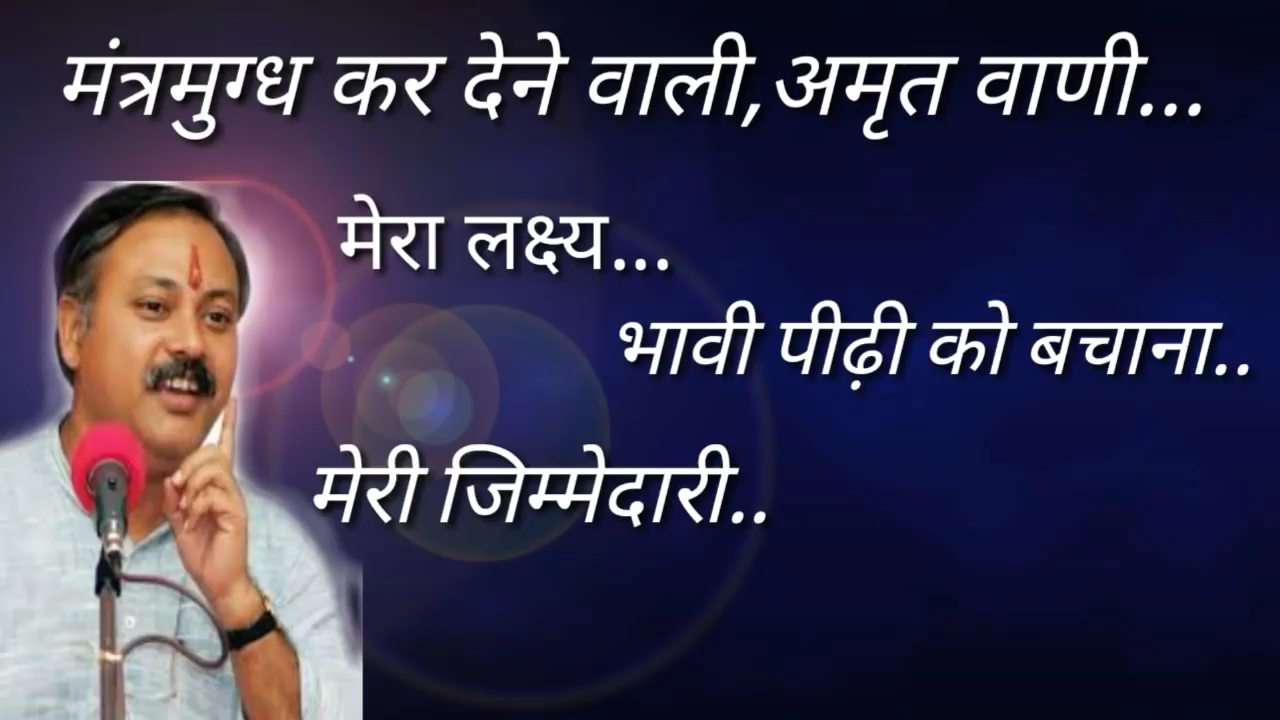 मंत्रमुग्ध कर देने वाली,अमृत वाणी...
मेरा लक्ष्य...
भावी पीढ़ी को बचाना..
मेरी जिम्मेदारी..